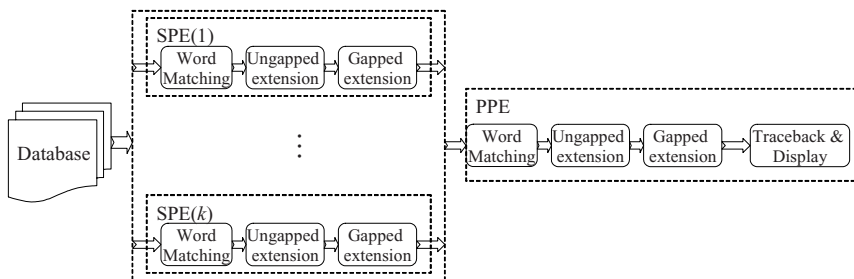 SPE(1)
Word
Matching
Ungapped
extension
Gapped
extension
Database
⋮
PPE
Word
Matching
Ungapped
extension
Gapped
extension
Traceback &
Display
SPE(k)
Word
Matching
Ungapped
extension
Gapped
extension